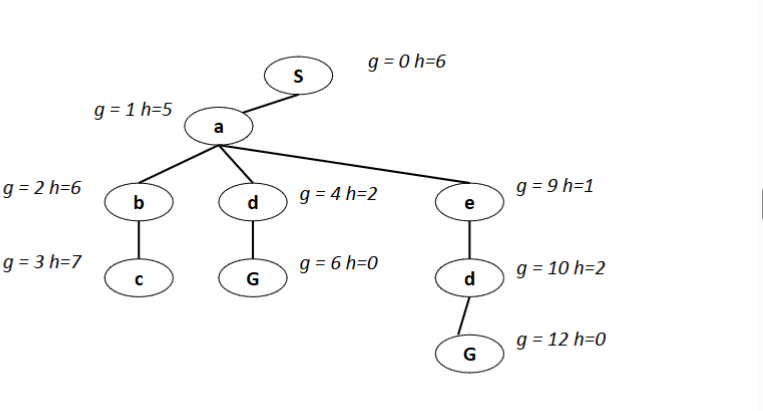 S
g = 0 h=6
g = 1 h=5
a
g = 2 h=6
b
d
g = 4 h=2
e
g = 9 h=1
g = 3 h=7
c
G
g = 6 h=0
d
g = 10 h=2
G
g = 12 h=0